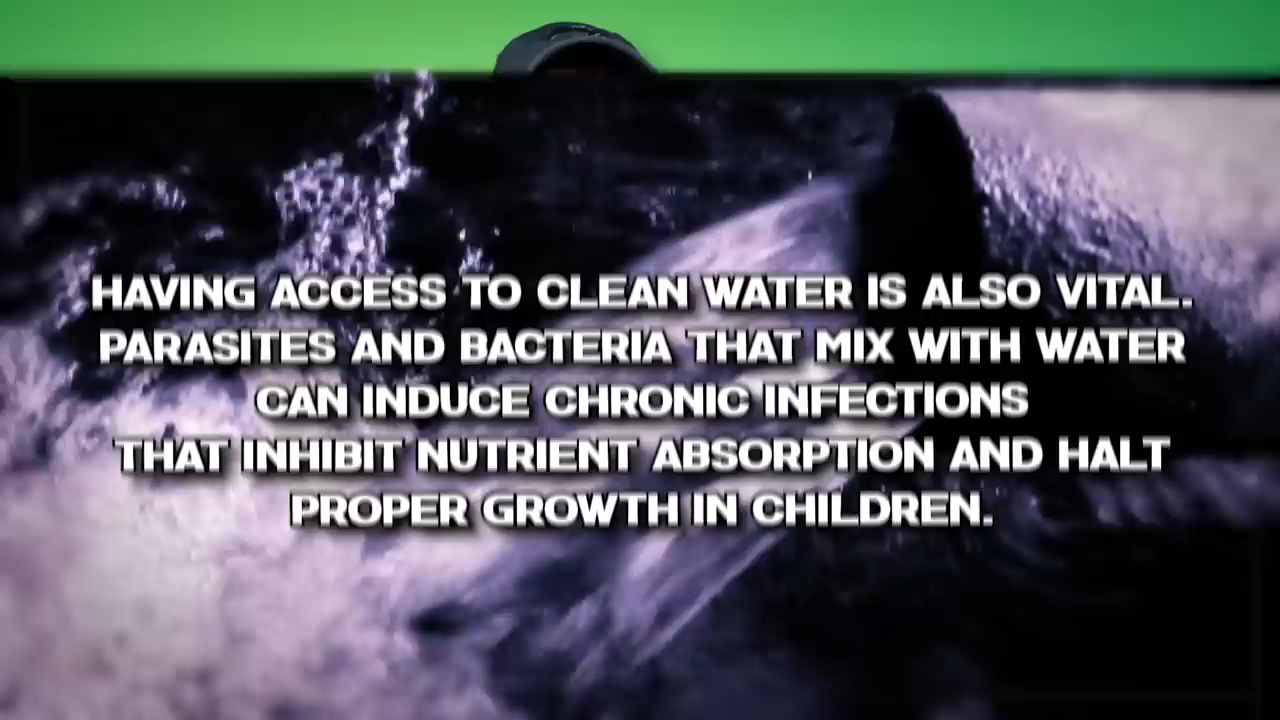 HAVING ACCESS TO CLEAN WATER IS ALSO VITAL.
PARASITES AND BACTERIA THAT MIX WITH WATER
CAN INDUCE CHRONIC INFECTIONS
THAT INHIBIT NUTRIENT ABSORPTION AND HALT
PROPER GROWTH IN CHILDREN.